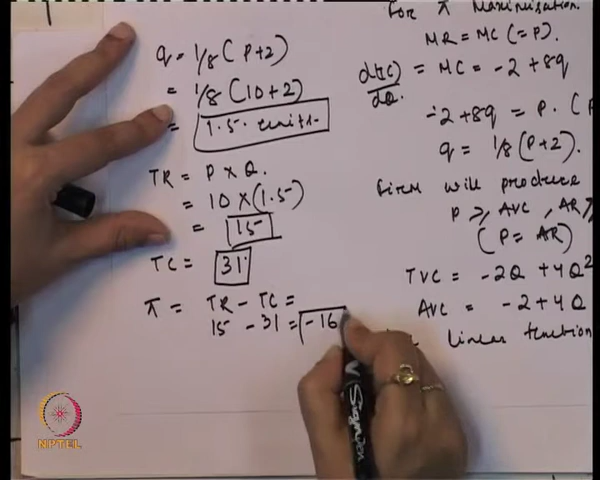 q = 1/8 (P+2)
= 1/8 (10+2)
= 1.5. units.
TR = P x Q.
= 10 x (1.5)
= 15
TC = 31
π = TR - TC =
15 - 31 = -16
For π Maximisation.
MR = MC (=P).
d(tc)/dQ. = MC = -2 + 8q
-2 + 8q = P. (P
q = 1/8 (P+2).
firm will produce
P ≥, AVC, AR ≥
(P = AR)
TVC = -2Q + 4Q²
AVC = -2 + 4Q
linear function
NPTEL
Signature